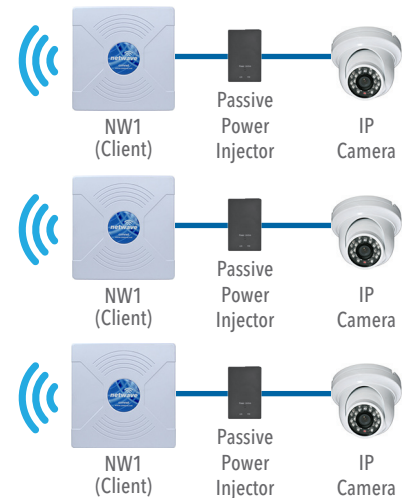 netwave
NW1
(Client)
Passive
Power
Injector
IP
Camera
netwave
NW1
(Client)
Passive
Power
Injector
IP
Camera
netwave
NW1
(Client)
Passive
Power
Injector
IP
Camera